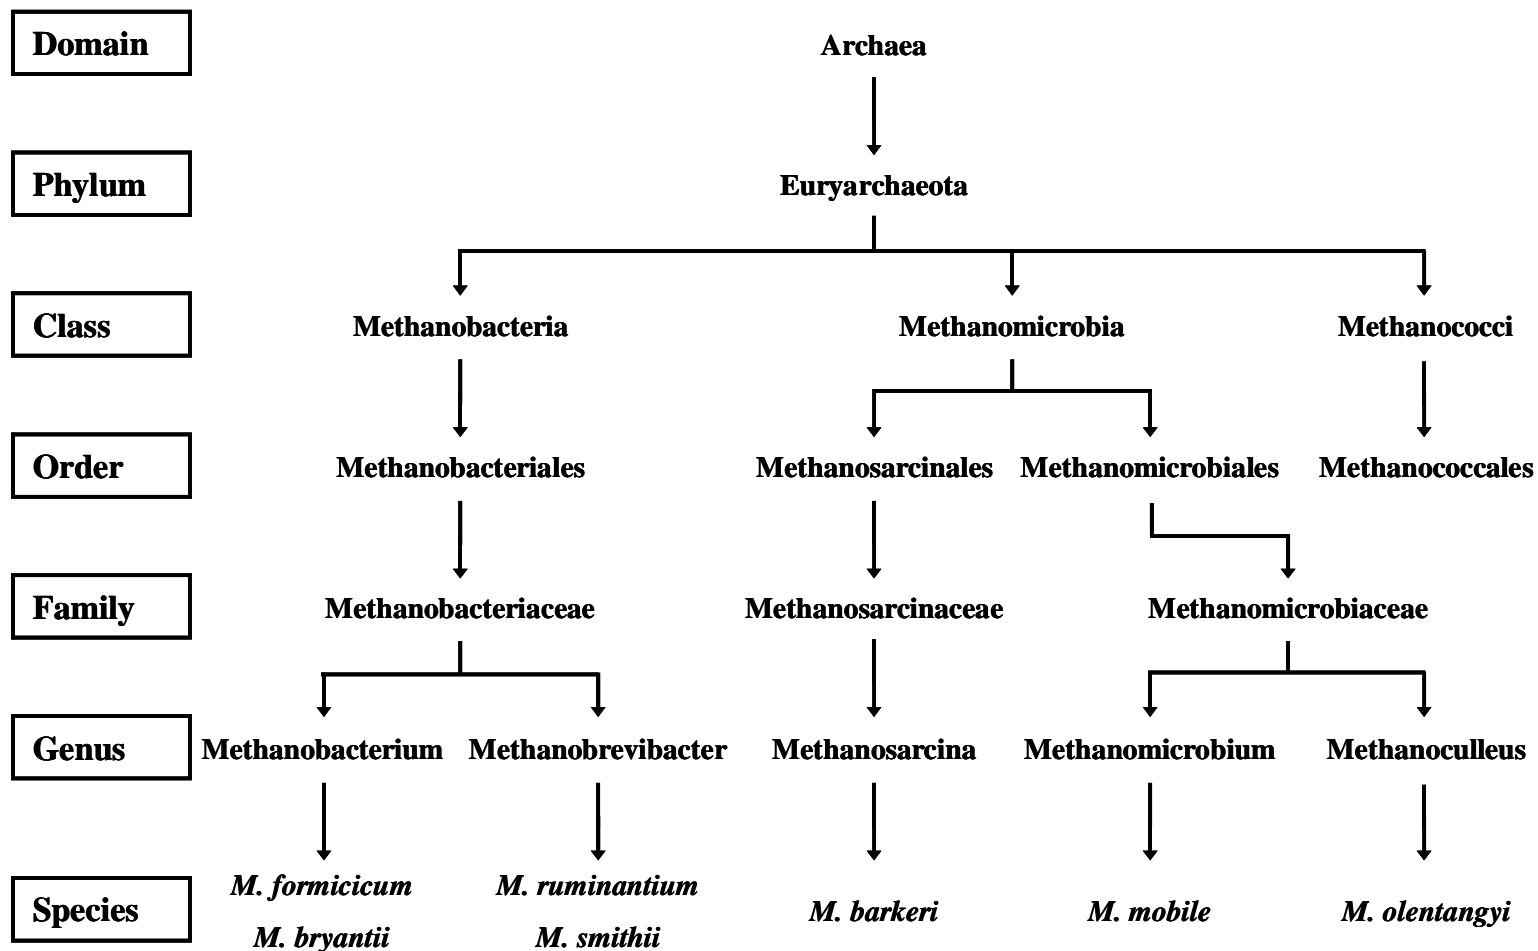 Domain
Archaea
Phylum
Euryarchaeota
Class
Methanobacteria
Methanomicrobia
Methanococci
Order
Methanobacteriales
Methanosarcinales
Methanomicrobiales
Methanococcales
Family
Methanobacteriaceae
Methanosarcinaceae
Methanomicrobiaceae
Genus
Methanobacterium
Methanobrevibacter
Methanosarcina
Methanomicrobium
Methanoculleus
Species
M. formicicum
M. bryantii
M. ruminantium
M. smithii
M. barkeri
M. mobile
M. olentangyi